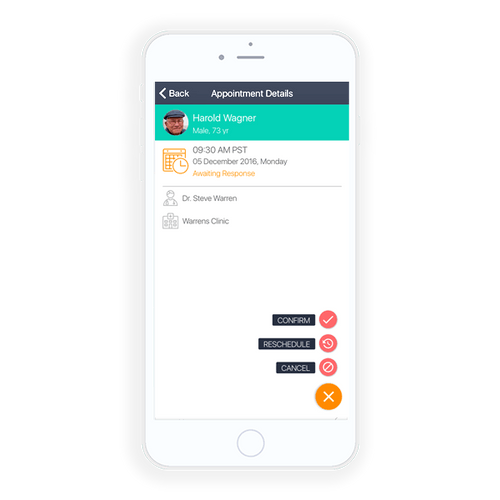 Back
Appointment Details
Harold Wagner
Male, 73 yr
09:30 AM PST
05 December 2016, Monday
Awaiting Response
Dr. Steve Warren
Warrens Clinic
CONFIRM
RESCHEDULE
CANCEL